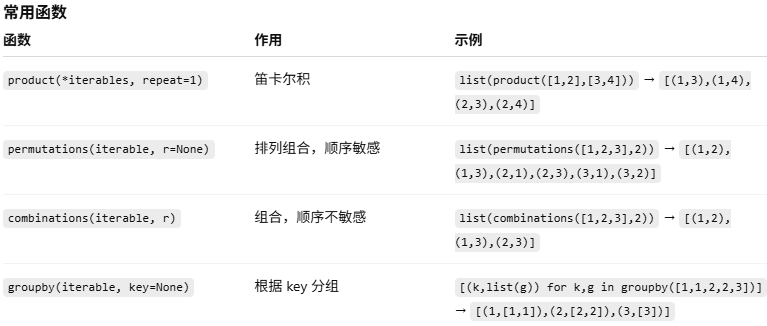 常用函数
函数 作用 示例
product(*iterables, repeat=1) 笛卡尔积 list(product([1,2],[3,4])) → [(1,3),(1,4),
(2,3),(2,4)]
permutations(iterable, r=None) 排列组合，顺序敏感 list(permutations([1,2,3],2)) → [(1,2),
(1,3),(2,1),(2,3),(3,1),(3,2)]
combinations(iterable, r) 组合，顺序不敏感 list(combinations([1,2,3],2)) → [(1,2),
(1,3),(2,3)]
groupby(iterable, key=None) 根据 key 分组 [(k,list(g)) for k,g in groupby([1,1,2,2,3])]
→ [(1,[1,1]),(2,[2,2]),(3,[3])]